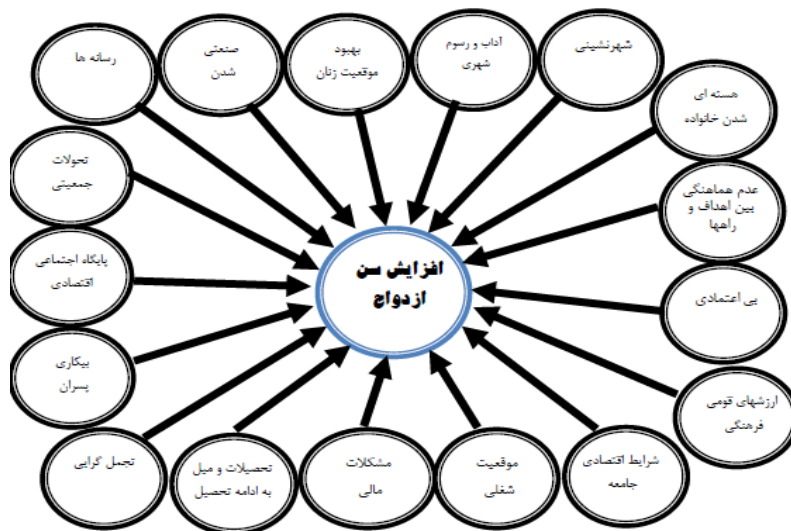 افزایش سن
ازدواج
شهرنشینی
آداب و رسوم
شهری
بهبود
موقعیت زنان
صنعتی
شدن
رسانه ها
هسته ای
شدن خانواده
تحولات
جمعیتی
عدم هماهنگی
بین اهداف و
راهها
پایگاه اجتماعی
اقتصادی
بی اعتمادی
بیکاری
پسران
ارزشهای قومی
فرهنگی
شرایط اقتصادی
جامعه
موقعیت
شغلی
مشکلات
مالی
تحصیلات و میل
به ادامه تحصیل
تجمل گرایی